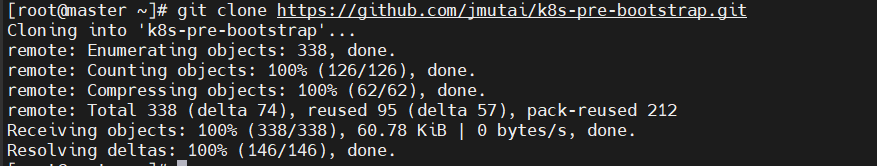 [root@master ~]# git clone https://github.com/jmutai/k8s-pre-bootstrap.git
Cloning into 'k8s-pre-bootstrap'...
remote: Enumerating objects: 338, done.
remote: Counting objects: 100% (126/126), done.
remote: Compressing objects: 100% (62/62), done.
remote: Total 338 (delta 74), reused 95 (delta 57), pack-reused 212
Receiving objects: 100% (338/338), 60.78 KiB | 0 bytes/s, done.
Resolving deltas: 100% (146/146), done.
[root@master ~]#